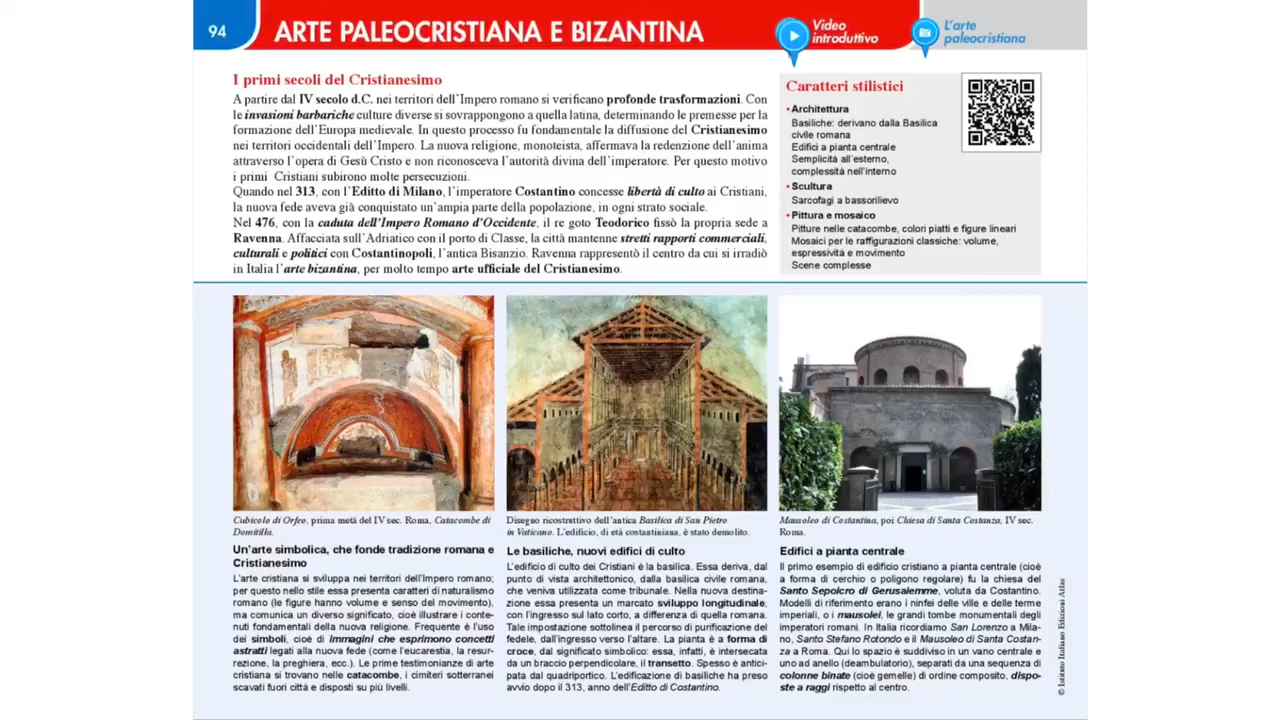 94
ARTE PALEOCRISTIANA E BIZANTINA
Video
introduttivo
L'arte
paleocristiana
I primi secoli del Cristianesimo
A partire dal IV secolo d.C. nei territori dell'Impero romano si verificano profonde trasformazioni. Con
le invasioni barbariche culture diverse si sovrappongono a quella latina, determinando le premesse per la
formazione dell'Europa medievale. In questo processo fu fondamentale la diffusione del Cristianesimo
nei territori occidentali dell'Impero. La nuova religione, monoteista, affermava la redenzione dell'anima
attraverso l'opera di Gesù Cristo e non riconosceva l'autorità divina dell'imperatore. Per questo motivo
i primi Cristiani subirono molte persecuzioni.
Quando nel 313, con l'Editto di Milano, l'imperatore Costantino concesse libertà di culto ai Cristiani,
la nuova fede aveva già conquistato un'ampia parte della popolazione, in ogni strato sociale.
Nel 476, con la caduta dell'Impero Romano d'Occidente, il re goto Teodorico fissò la propria sede a
Ravenna. Affacciata sull'Adriatico con il porto di Classe, la città mantenne stretti rapporti commerciali,
culturali e politici con Costantinopoli, l'antica Bisanzio. Ravenna rappresentò il centro da cui si irradiò
in Italia l'arte bizantina, per molto tempo arte ufficiale del Cristianesimo.
Caratteri stilistici
• Architettura
Basiliche: derivano dalla Basilica
civile romana
Edifici a pianta centrale
Semplicità all'esterno,
complessità nell'interno
• Scultura
Sarcofagi a bassorilievo
• Pittura e mosaico
Pitture nelle catacombe, colori piatti e figure lineari
Mosaici per le raffigurazioni classiche: volume,
espressività e movimento
Scene complesse
Cubicolo di Orfeo, prima metà del IV sec. Roma, Catacombe di
Domitilla.
Un'arte simbolica, che fonde tradizione romana e
Cristianesimo
L'arte cristiana si sviluppa nei territori dell'Impero romano;
per questo nello stile essa presenta caratteri di naturalismo
romano (le figure hanno volume e senso del movimento),
ma comunica un diverso significato, cioè illustrare i conte-
nuti fondamentali della nuova religione. Frequente è l'uso
dei simboli, cioè di immagini che esprimono concetti
astratti legati alla nuova fede (come l'eucarestia, la resur-
rezione, la preghiera, ecc.). Le prime testimonianze di arte
cristiana si trovano nelle catacombe, i cimiteri sotterranei
scavati fuori città e disposti su più livelli.
Disegno ricostruttivo dell'antica Basilica di San Pietro
in Vaticano. L'edificio, di età costantiniana, è stato demolito.
Le basiliche, nuovi edifici di culto
L'edificio di culto dei Cristiani è la basilica. Essa deriva, dal
punto di vista architettonico, dalla basilica civile romana,
che veniva utilizzata come tribunale. Nella nuova destina-
zione essa presenta un marcato sviluppo longitudinale,
con l'ingresso sul lato corto, a differenza di quella romana.
Tale impostazione sottolinea il percorso di purificazione del
fedele, dall'ingresso verso l'altare. La pianta è a forma di
croce, dal significato simbolico: essa, infatti, è intersecata
da un braccio perpendicolare, il transetto. Spesso è antici-
pata dal quadriportico. L'edificazione di basiliche ha preso
avvio dopo il 313, anno dell'Editto di Costantino.
Mausoleo di Costantina, poi Chiesa di Santa Costanza, IV sec.
Roma.
Edifici a pianta centrale
Il primo esempio di edificio cristiano a pianta centrale (cioè
a forma di cerchio o poligono regolare) fu la chiesa del
Santo Sepolcro di Gerusalemme, voluta da Costantino.
Modelli di riferimento erano i ninfei delle ville e delle terme
imperiali, o i mausolei, le grandi tombe monumentali degli
imperatori romani. In Italia ricordiamo San Lorenzo a Mila-
no, Santo Stefano Rotondo e il Mausoleo di Santa Costan-
za a Roma. Qui lo spazio è suddiviso in un vano centrale e
uno ad anello (deambulatorio), separati da una sequenza di
colonne binate (cioè gemelle) di ordine composito, dispo-
ste a raggi rispetto al centro.
© Istituto Italiano Edizioni Atlas